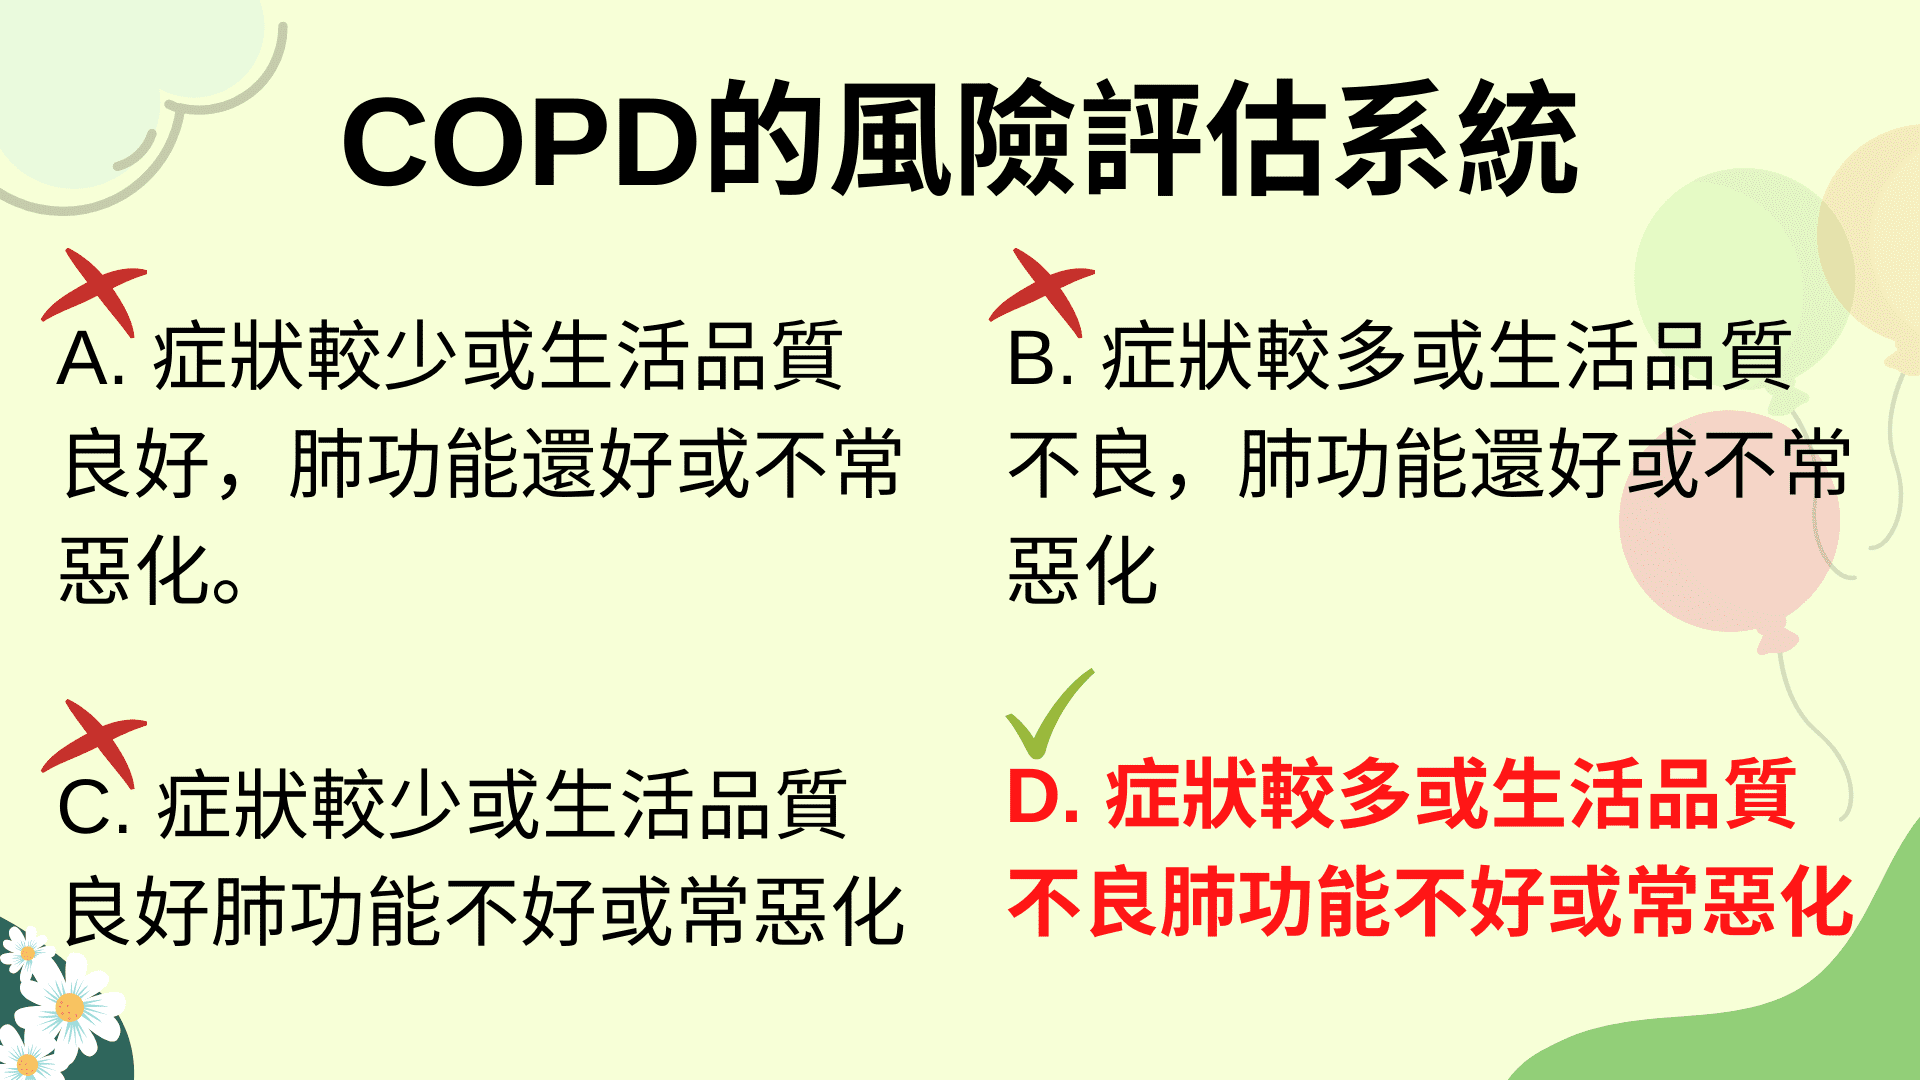 COPD的風險評估系統
A. 症狀較少或生活品質
良好，肺功能還好或不常
惡化。
B. 症狀較多或生活品質
不良，肺功能還好或不常
惡化
C. 症狀較少或生活品質
良好肺功能不好或常惡化
D. 症狀較多或生活品質
不良肺功能不好或常惡化